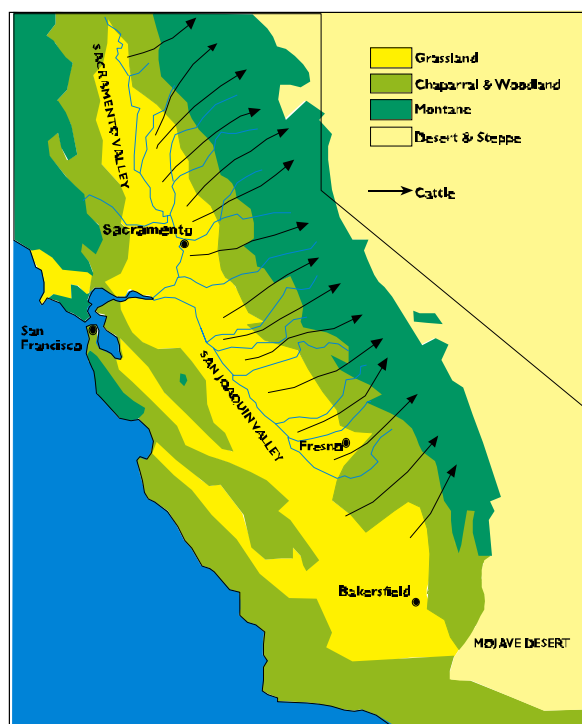 SACRAMENTO VALLEY
Grassland
Chaparral & Woodland
Montane
Desert & Steppe
Cattle
Sacramento
San
Francisco
SAN JOAQUIN VALLEY
Fresno
Bakersfield
MOJAVE DESERT